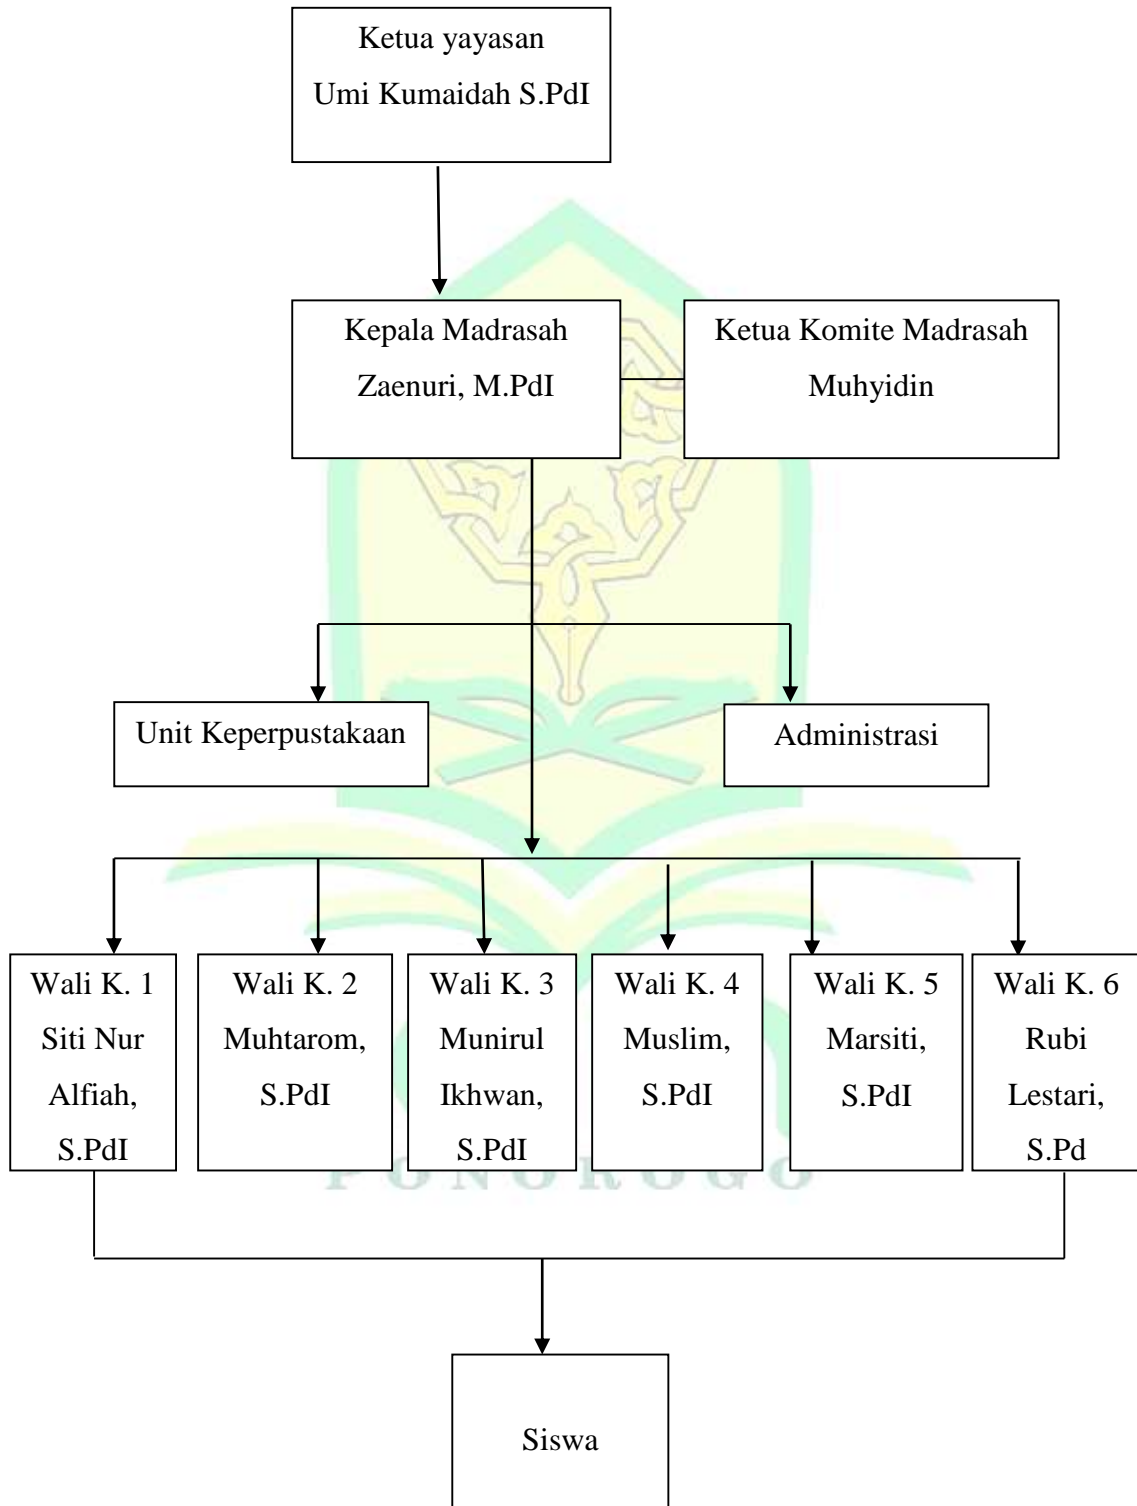 Ketua yayasan
Umi Kumaidah S.PdI
Kepala Madrasah
Zaenuri, M.PdI
Ketua Komite Madrasah
Muhyidin
Unit Keperpustakaan
Administrasi
Wali K. 1
Siti Nur
Alfiah,
S.PdI
Wali K. 2
Muhtarom,
S.PdI
Wali K. 3
Munirul
Ikhwan,
S.PdI
Wali K. 4
Muslim,
S.PdI
Wali K. 5
Marsiti,
S.PdI
Wali K. 6
Rubi
Lestari,
S.Pd
PONOROGO
Siswa